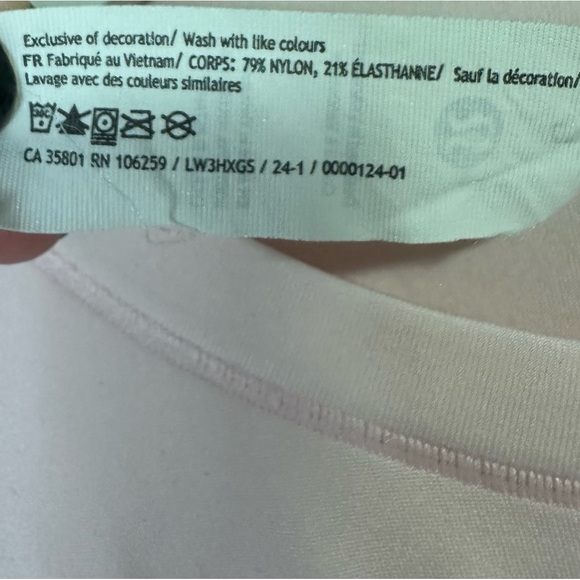 Exclusive of decoration/ Wash with like colours
FR Fabriqué au Vietnam/ CORPS: 79% NYLON, 21% ÉLASTHANNE/ Sauf la décoration/
Lavage avec des couleurs similaires
CA 35801 RN 106259 / LW3HXGS / 24-1 / 0000124-01